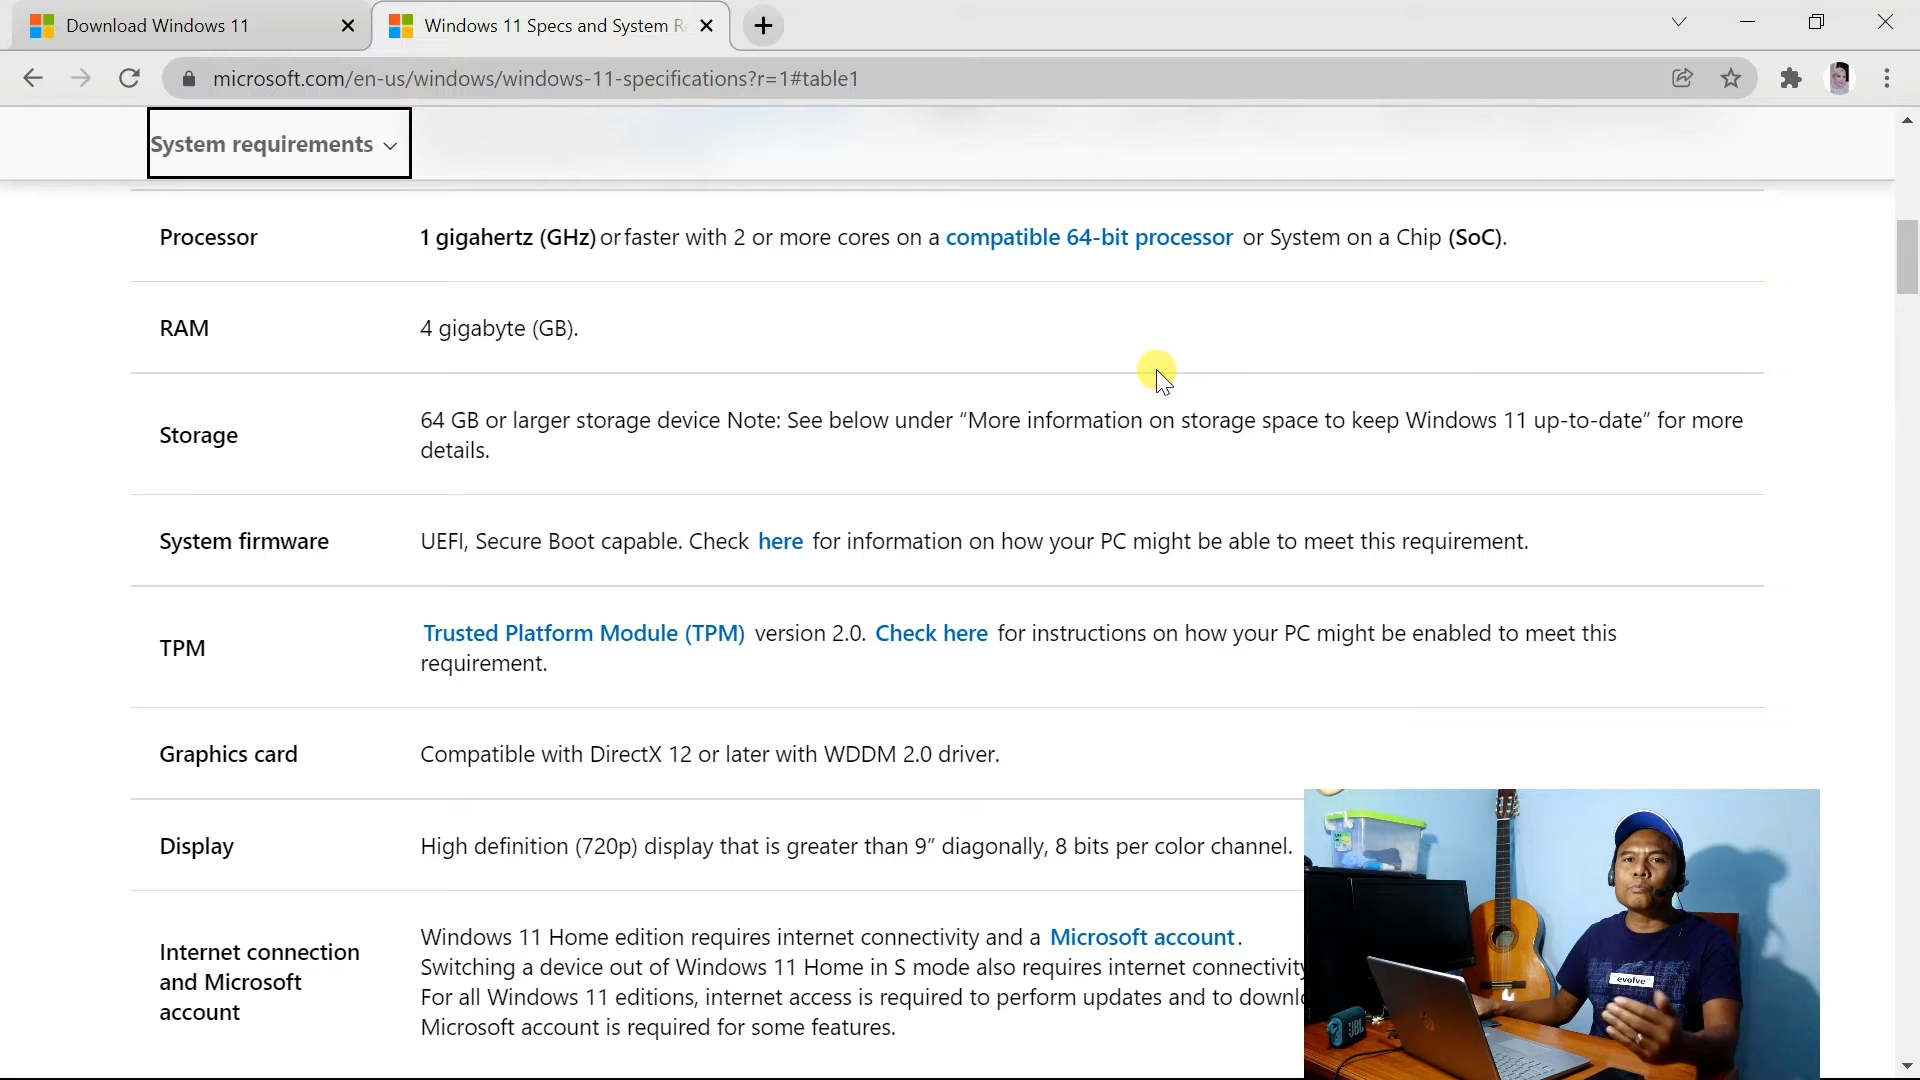 Download Windows 11
Windows 11 Specs and System R
microsoft.com/en-us/windows/windows-11-specifications?r=1#table1
System requirements
Processor
1 gigahertz (GHz) or faster with 2 or more cores on a compatible 64-bit processor or System on a Chip (SoC).
RAM
4 gigabyte (GB).
Storage
64 GB or larger storage device Note: See below under “More information on storage space to keep Windows 11 up-to-date” for more
details.
System firmware
UEFI, Secure Boot capable. Check here for information on how your PC might be able to meet this requirement.
TPM
Trusted Platform Module (TPM) version 2.0. Check here for instructions on how your PC might be enabled to meet this
requirement.
Graphics card
Compatible with DirectX 12 or later with WDDM 2.0 driver.
Display
High definition (720p) display that is greater than 9” diagonally, 8 bits per color channel.
Internet connection
and Microsoft
account
Windows 11 Home edition requires internet connectivity and a Microsoft account.
Switching a device out of Windows 11 Home in S mode also requires internet connectivity
For all Windows 11 editions, internet access is required to perform updates and to downlo
Microsoft account is required for some features.
evolve
JBL